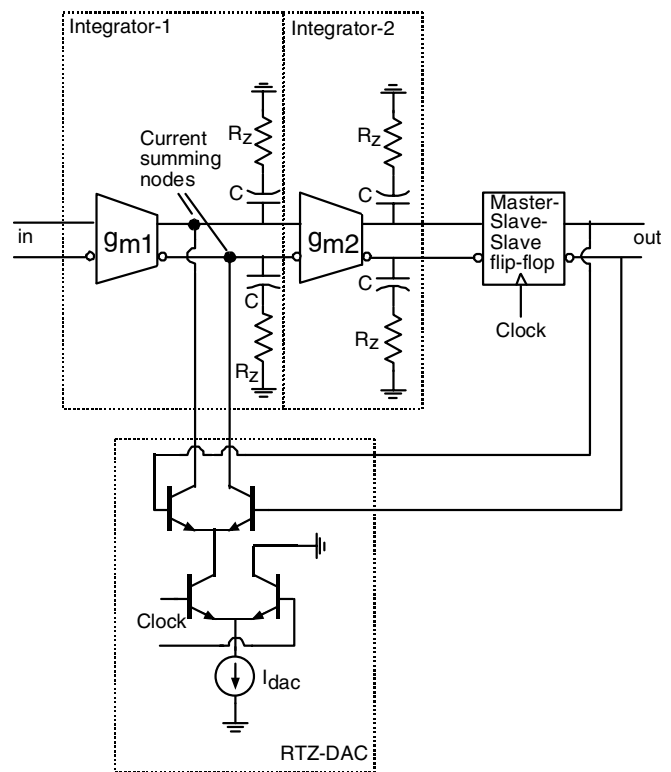 Integrator-1
Integrator-2
Rz
Rz
Current
summing
nodes
C
C
in
gm1
gm2
Master-
Slave-
Slave
flip-flop
out
C
C
Clock
Rz
Rz
Clock
Idac
RTZ-DAC